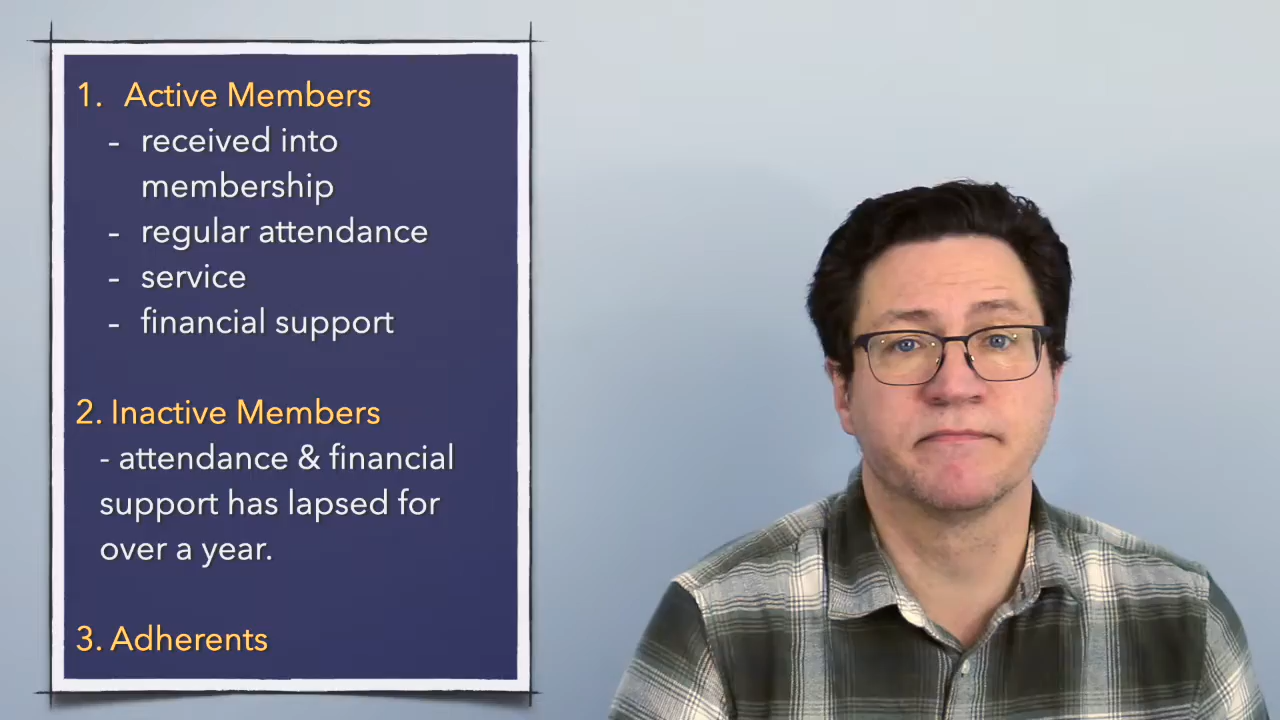 1. Active Members
- received into
membership
- regular attendance
- service
- financial support
2. Inactive Members
- attendance & financial
support has lapsed for
over a year.
3. Adherents